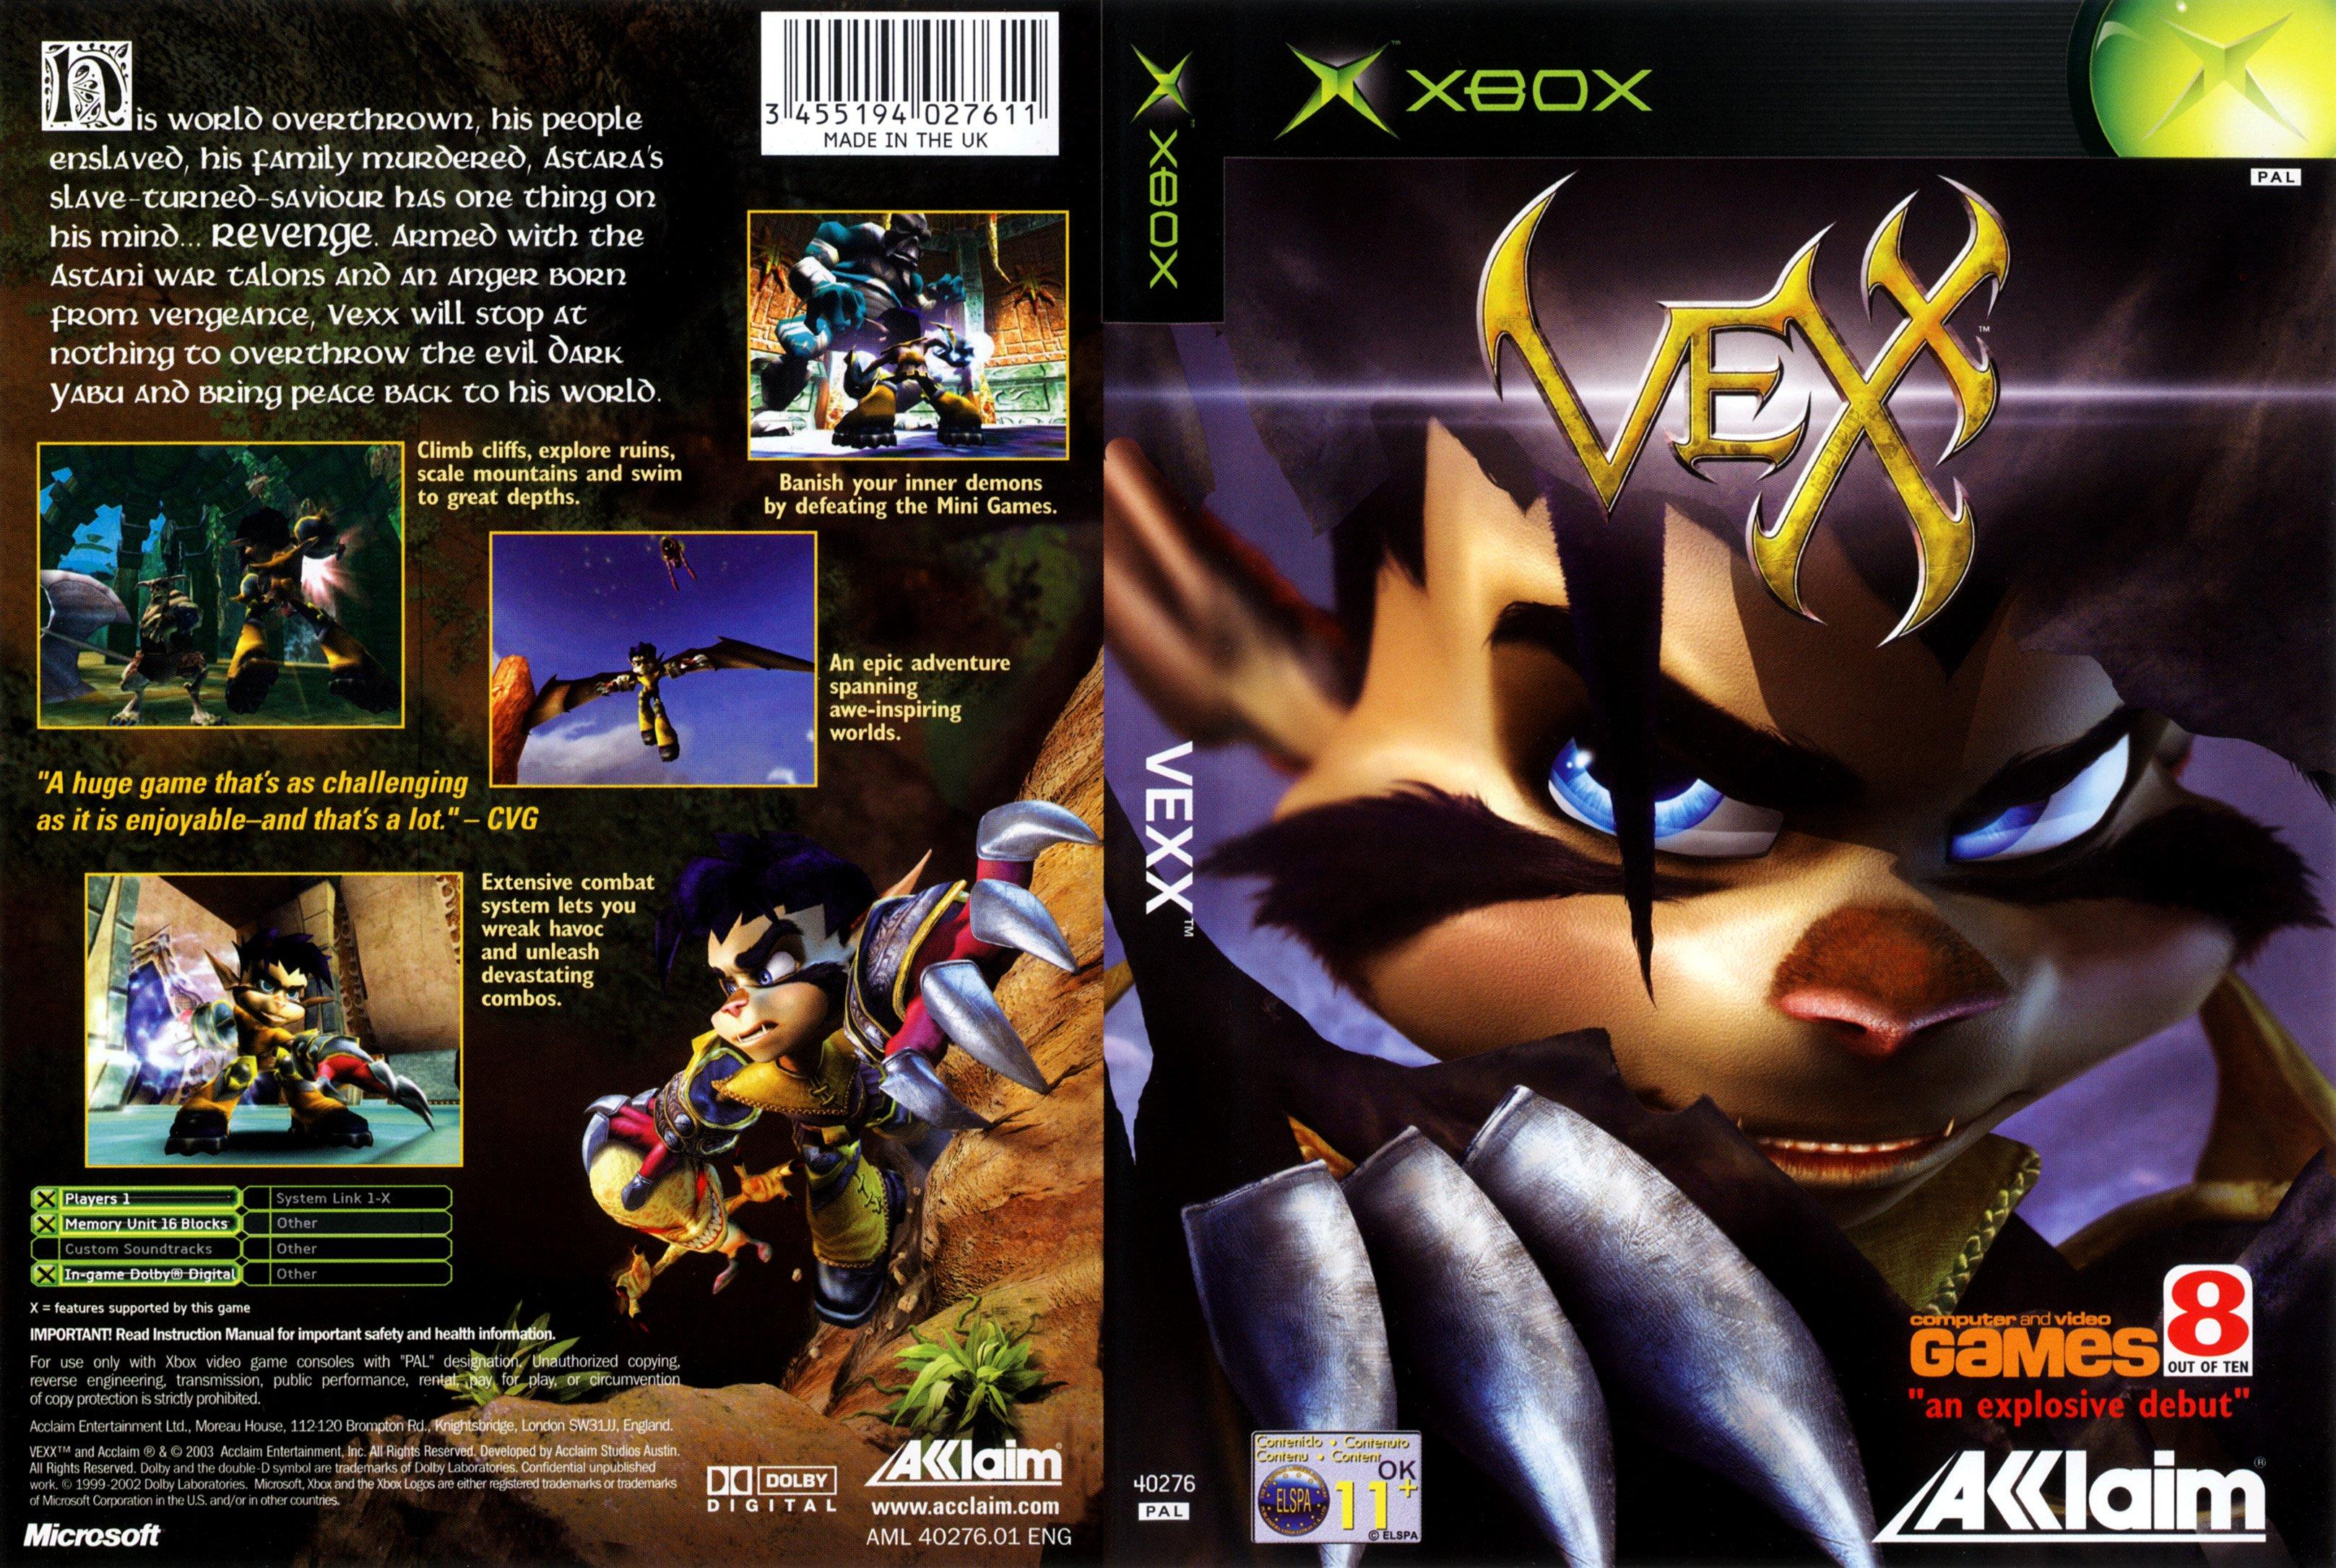 His world overthrown, his people
enslaved, his family murdered, Astara's
slave-turned-saviour has one thing on
his mind... revenge. Armed with the
Astani war talons and an anger born
from vengeance, Vexx will stop at
nothing to overthrow the evil Dark
Yabu and bring peace back to his world.
3 455194 027611
MADE IN THE UK
Climb cliffs, explore ruins,
scale mountains and swim
to great depths.
Banish your inner demons
by defeating the Mini Games.
An epic adventure
spanning
awe-inspiring
worlds.
"A huge game that's as challenging
as it is enjoyable–and that's a lot." – CVG
Extensive combat
system lets you
wreak havoc
and unleash
devastating
combos.
X Players 1
X Memory Unit 16 Blocks
Custom Soundtracks
X In-game Dolby® Digital
System Link 1-X
Other
Other
Other
X = features supported by this game
IMPORTANT! Read Instruction Manual for important safety and health information.
For use only with Xbox video game consoles with "PAL" designation. Unauthorized copying,
reverse engineering, transmission, public performance, rental, pay for play, or circumvention
of copy protection is strictly prohibited.
Acclaim Entertainment Ltd., Moreau House, 112-120 Brompton Rd., Knightsbridge, London SW31JJ, England.
VEXX™ and Acclaim ® & © 2003 Acclaim Entertainment, Inc. All Rights Reserved. Developed by Acclaim Studios Austin.
All Rights Reserved. Dolby and the double-D symbol are trademarks of Dolby Laboratories. Confidential unpublished
work. © 1999-2002 Dolby Laboratories. Microsoft, Xbox and the Xbox Logos are either registered trademarks or trademarks
of Microsoft Corporation in the U.S. and/or in other countries.
Microsoft
DOLBY
DIGITAL
AKKlaim®
www.acclaim.com
AML 40276.01 ENG
™
XBOX
VEXX™
40276
PAL
™
XBOX
PAL
VEXX™
computer and video
GAMES
8
OUT OF TEN
"an explosive debut"
Contenido • Contenuto
Contenu • Content
OK
ELSPA
11+
© ELSPA
AKKlaim®